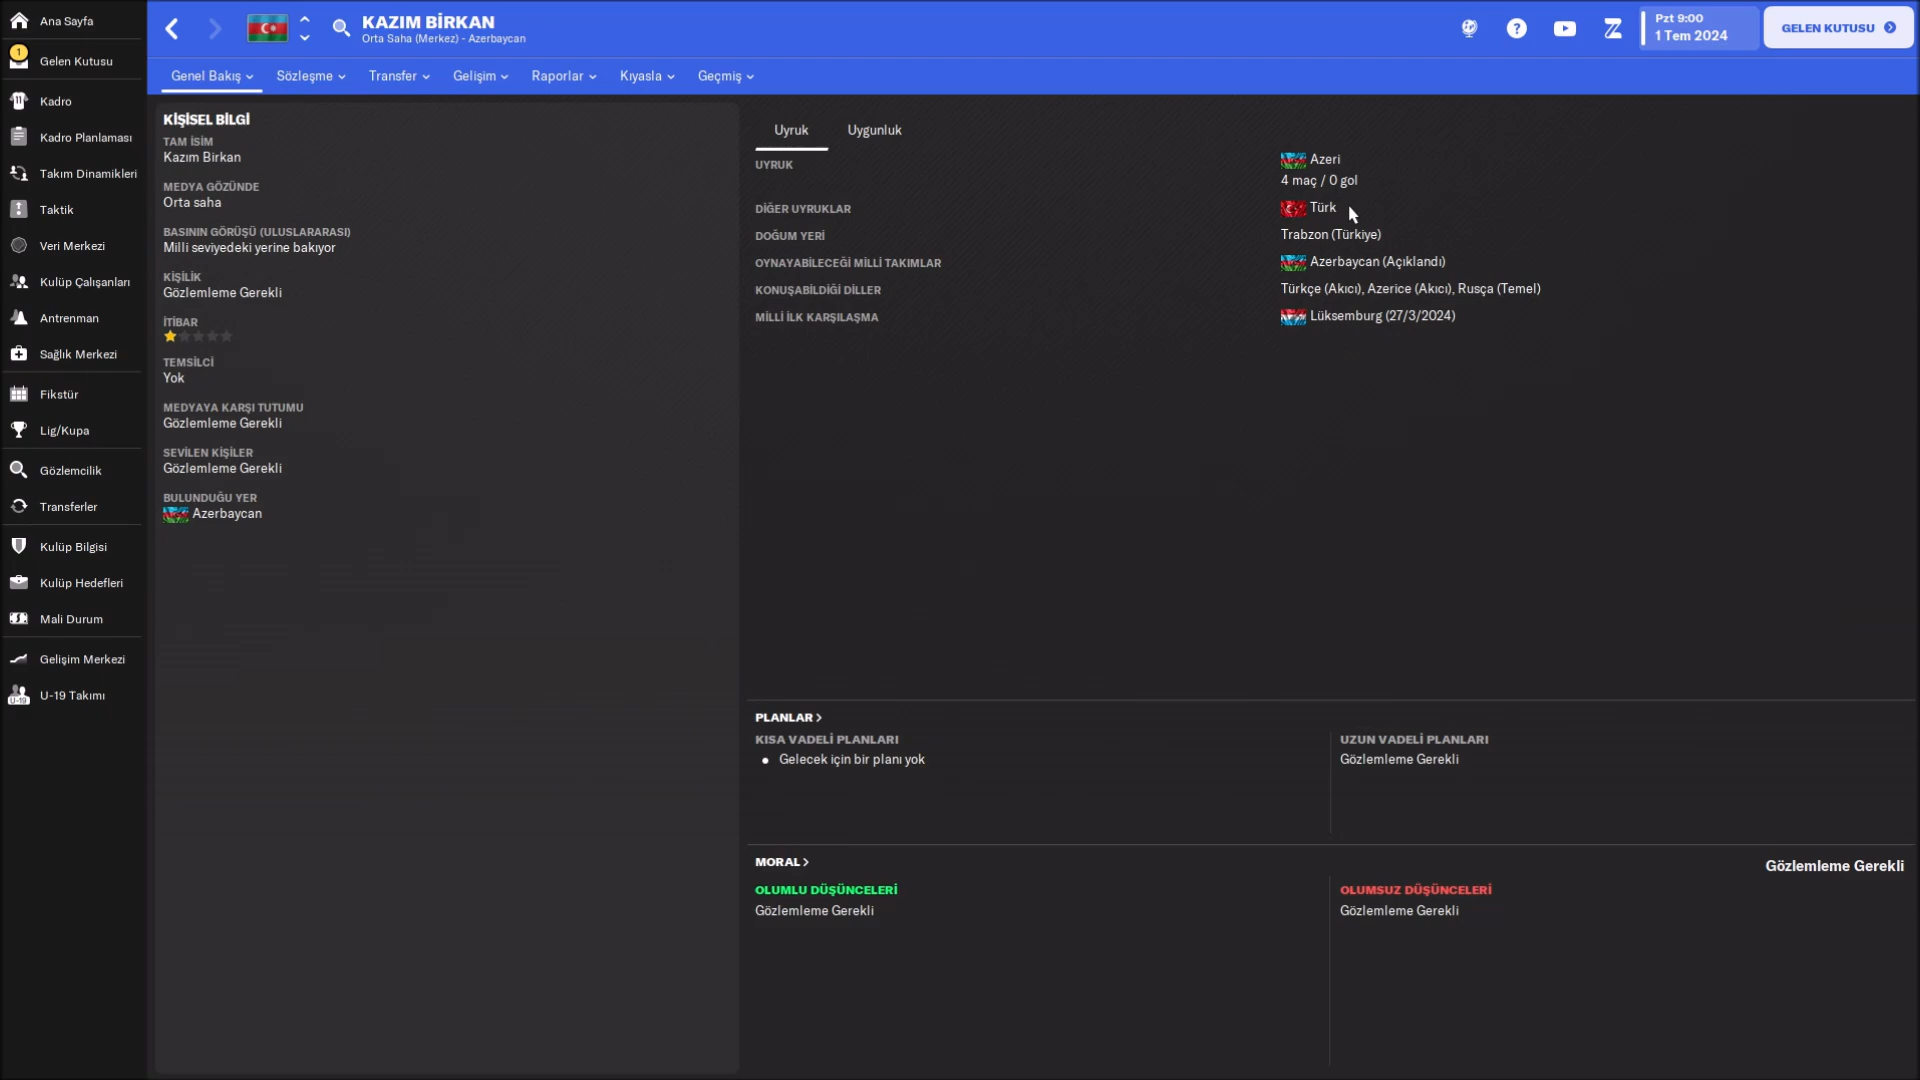 Ana Sayfa
1
Gelen Kutusu
Kadro
Kadro Planlaması
Takım Dinamikleri
Taktik
Veri Merkezi
Kulüp Çalışanları
Antrenman
Sağlık Merkezi
Fikstür
Lig/Kupa
Gözlemcilik
Transferler
Kulüp Bilgisi
Kulüp Hedefleri
Mali Durum
Gelişim Merkezi
U-19
U-19 Takımı
KAZIM BİRKAN
Orta Saha (Merkez) - Azerbaycan
Pzt 9:00
1 Tem 2024
GELEN KUTUSU
Genel Bakış
Sözleşme
Transfer
Gelişim
Raporlar
Kıyasla
Geçmiş
KİŞİSEL BİLGİ
TAM İSİM
Kazım Birkan
MEDYA GÖZÜNDE
Orta saha
BASININ GÖRÜŞÜ (ULUSLARARASI)
Milli seviyedeki yerine bakıyor
KİŞİLİK
Gözlemleme Gerekli
İTİBAR
TEMSİLCİ
Yok
MEDYAYA KARŞI TUTUMU
Gözlemleme Gerekli
SEVİLEN KİŞİLER
Gözlemleme Gerekli
BULUNDUĞU YER
Azerbaycan
Uyruk
Uygunluk
UYRUK
Azeri
4 maç / 0 gol
DİĞER UYRUKLAR
Türk
DOĞUM YERİ
Trabzon (Türkiye)
OYNAYABİLECEĞİ MİLLİ TAKIMLAR
Azerbaycan (Açıklandı)
KONUŞABİLDİĞİ DİLLER
Türkçe (Akıcı), Azerice (Akıcı), Rusça (Temel)
MİLLİ İLK KARŞILAŞMA
Lüksemburg (27/3/2024)
PLANLAR
KISA VADELİ PLANLARI
Gelecek için bir planı yok
UZUN VADELİ PLANLARI
Gözlemleme Gerekli
MORAL
Gözlemleme Gerekli
OLUMLU DÜŞÜNCELERİ
Gözlemleme Gerekli
OLUMSUZ DÜŞÜNCELERİ
Gözlemleme Gerekli